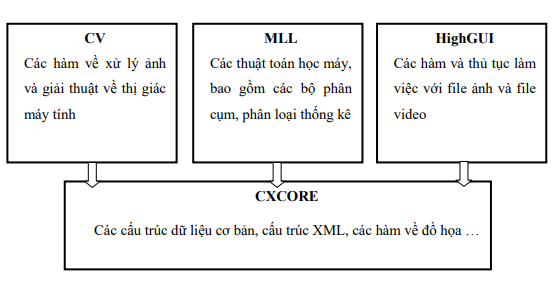 CV
Các hàm về xử lý ảnh
và giải thuật về thị giác
máy tính
MLL
Các thuật toán học máy,
bao gồm các bộ phân
cụm, phân loại thống kê
HighGUI
Các hàm và thủ tục làm
việc với file ảnh và file
video
CXCORE
Các cấu trúc dữ liệu cơ bản, cấu trúc XML, các hàm về đồ họa …